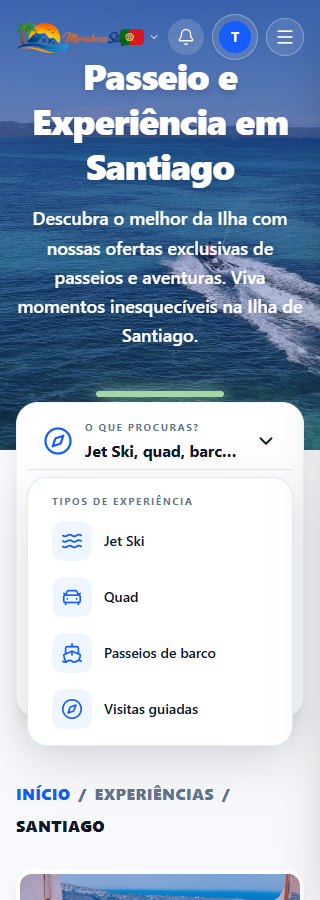 MorabezaS
T
Passeio e
Experiência em
Santiago
Descubra o melhor da Ilha com
nossas ofertas exclusivas de
passeios e aventuras. Viva
momentos inesquecíveis na Ilha de
Santiago.
O QUE PROCURAS?
Jet Ski, quad, barc...
TIPOS DE EXPERIÊNCIA
Jet Ski
Quad
Passeios de barco
Visitas guiadas
INÍCIO / EXPERIÊNCIAS /
SANTIAGO